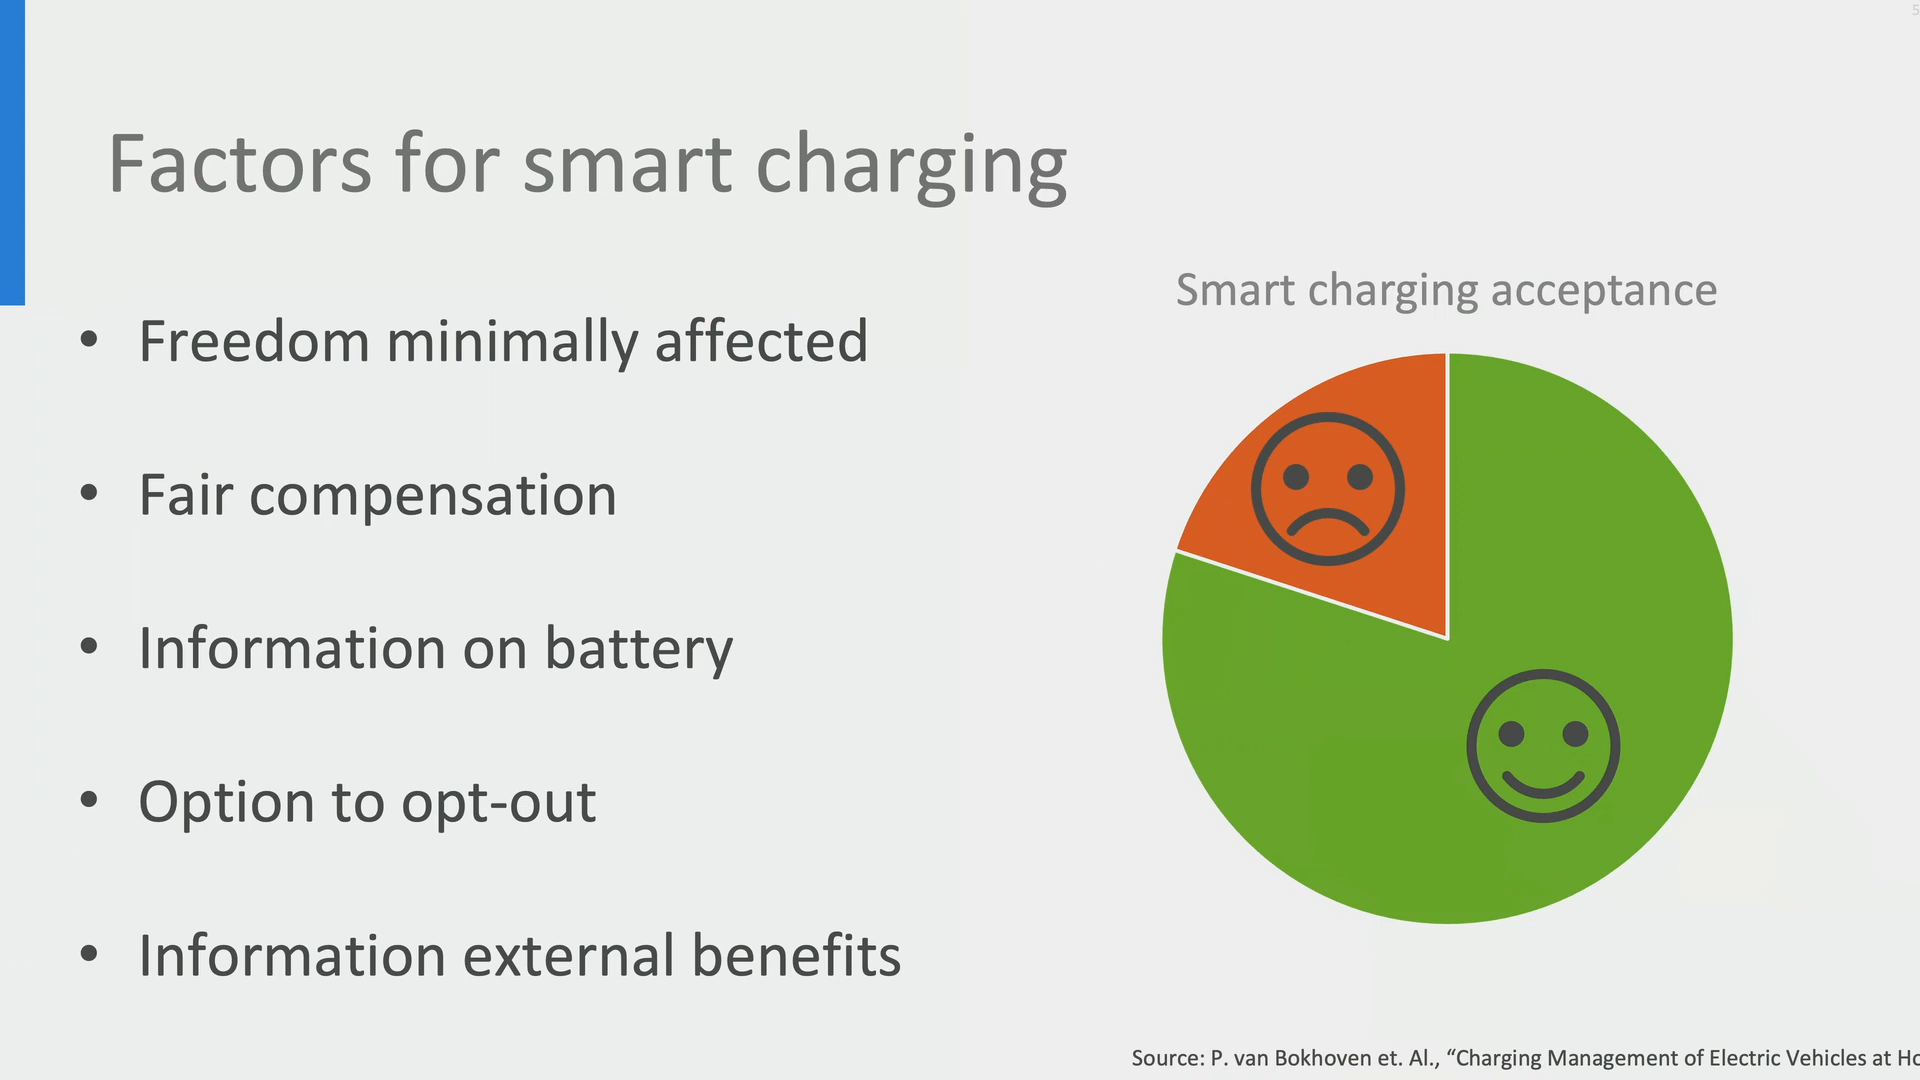 5
Factors for smart charging
Smart charging acceptance
• Freedom minimally affected
• Fair compensation
• Information on battery
• Option to opt-out
• Information external benefits
Source: P. van Bokhoven et. Al., “Charging Management of Electric Vehicles at